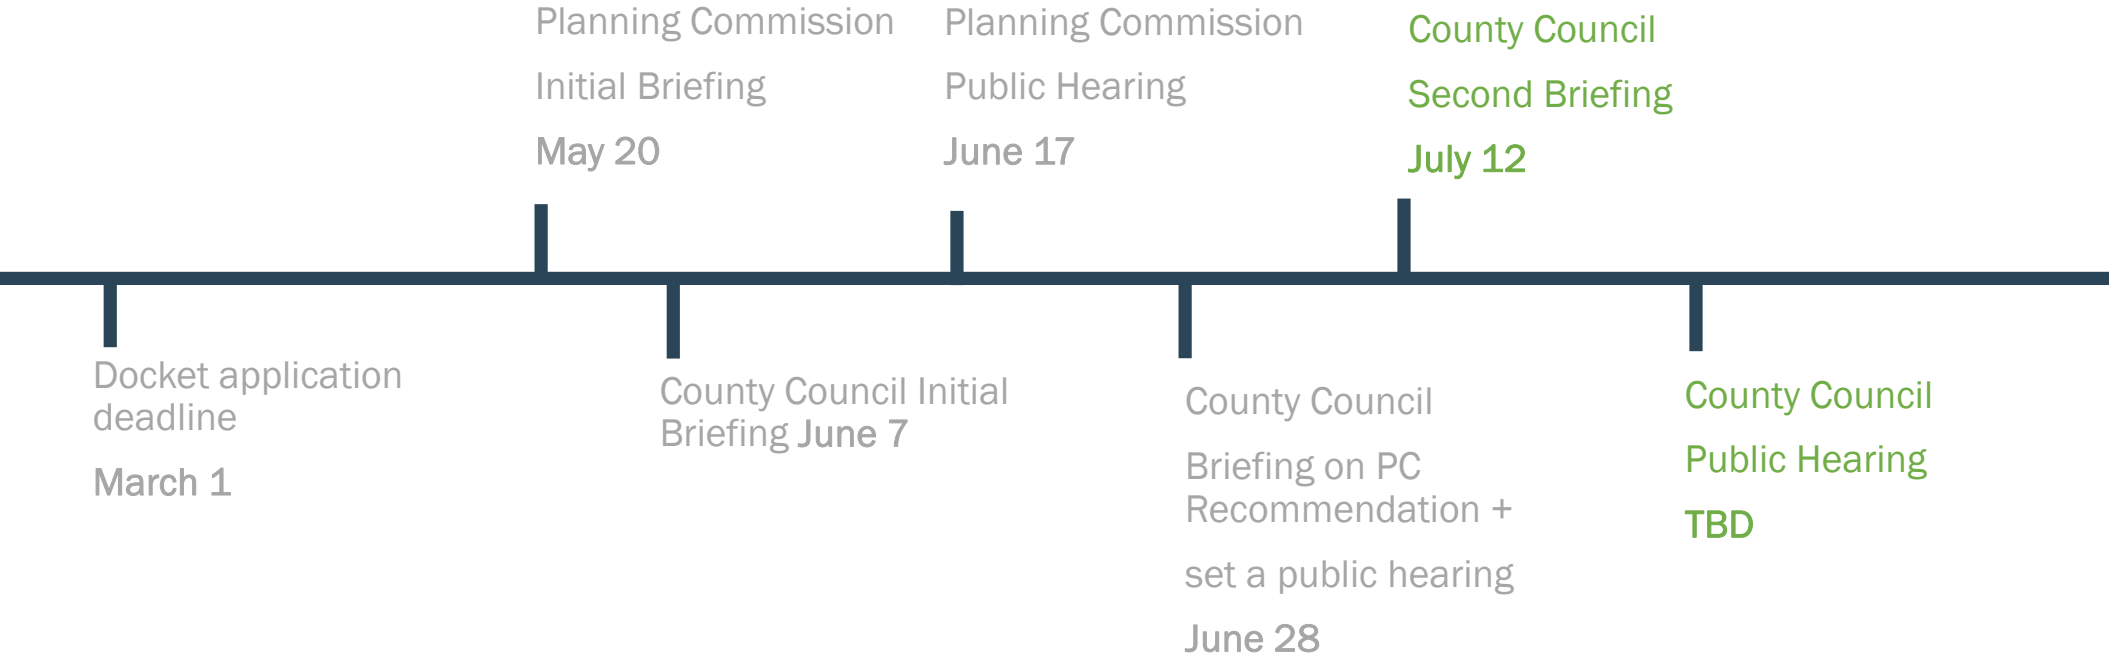 Planning Commission
Initial Briefing
May 20
Planning Commission
Public Hearing
June 17
County Council
Second Briefing
July 12
Docket application
deadline
March 1
County Council Initial
Briefing June 7
County Council
Briefing on PC
Recommendation +
set a public hearing
June 28
County Council
Public Hearing
TBD